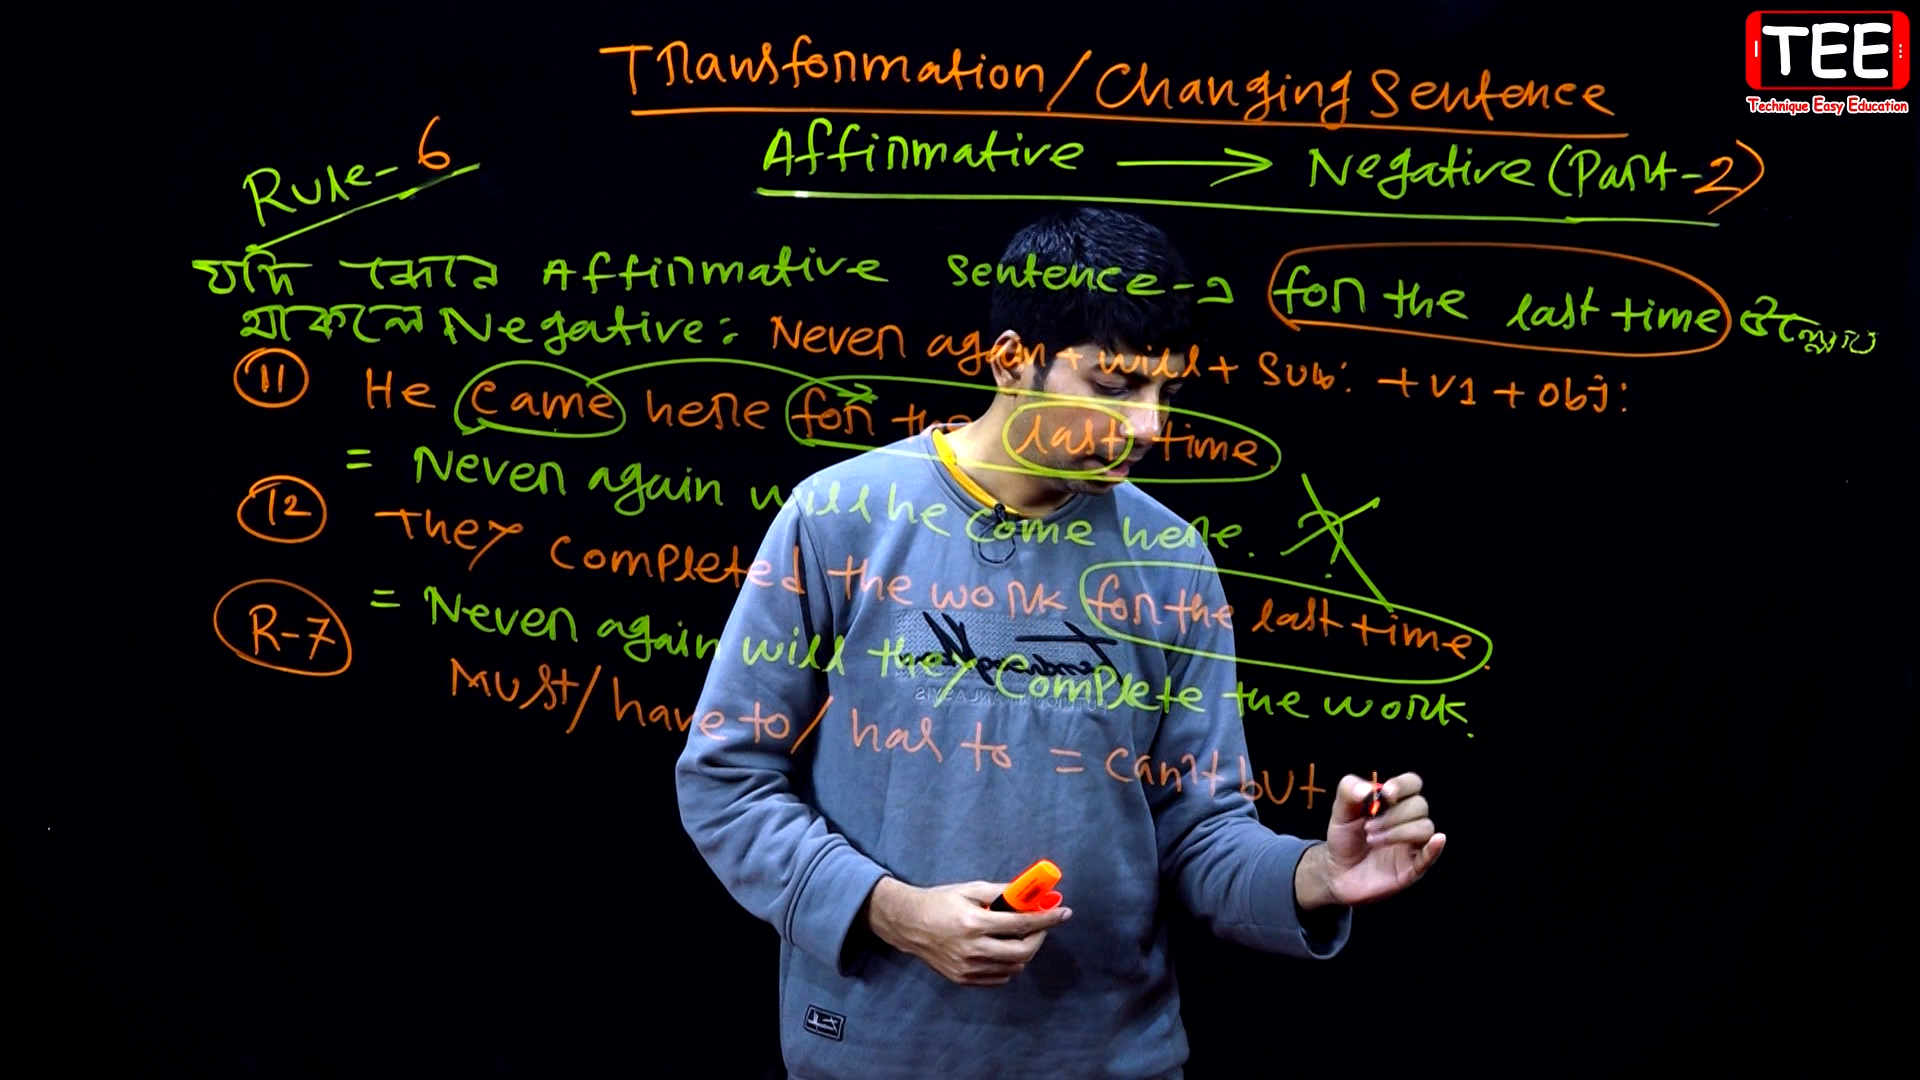 TEE
Technique Easy Education
Transformation/Changing Sentence
Affirmative → Negative (Part-2)
Rule-6
যদি কোনো Affirmative Sentence-এ for the last time উল্লেখ
থাকলে Negative: Never again + will + Sub: + V1 + obj:
11 He came here for the last time.
= Never again will he come here.
12 They completed the work for the last time.
= Never again will they complete the work.
R-7 Must/have to/has to = can't but +